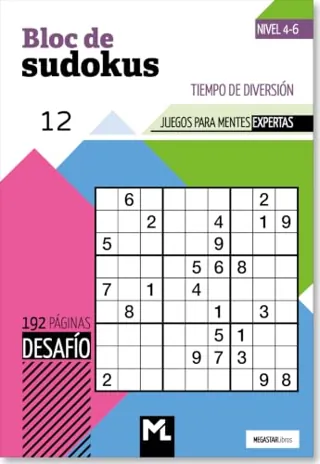 Bloc de
sudokus
NIVEL 4-6
TIEMPO DE DIVERSIÓN
12
JUEGOS PARA MENTES EXPERTAS
6 2
2 4 1 9
5 9
5 6 8
7 1 4
8 1 3
5 1
9 7 3
2 9 8
192 PÁGINAS
DESAFÍO
ML
MEGASTAR Libros